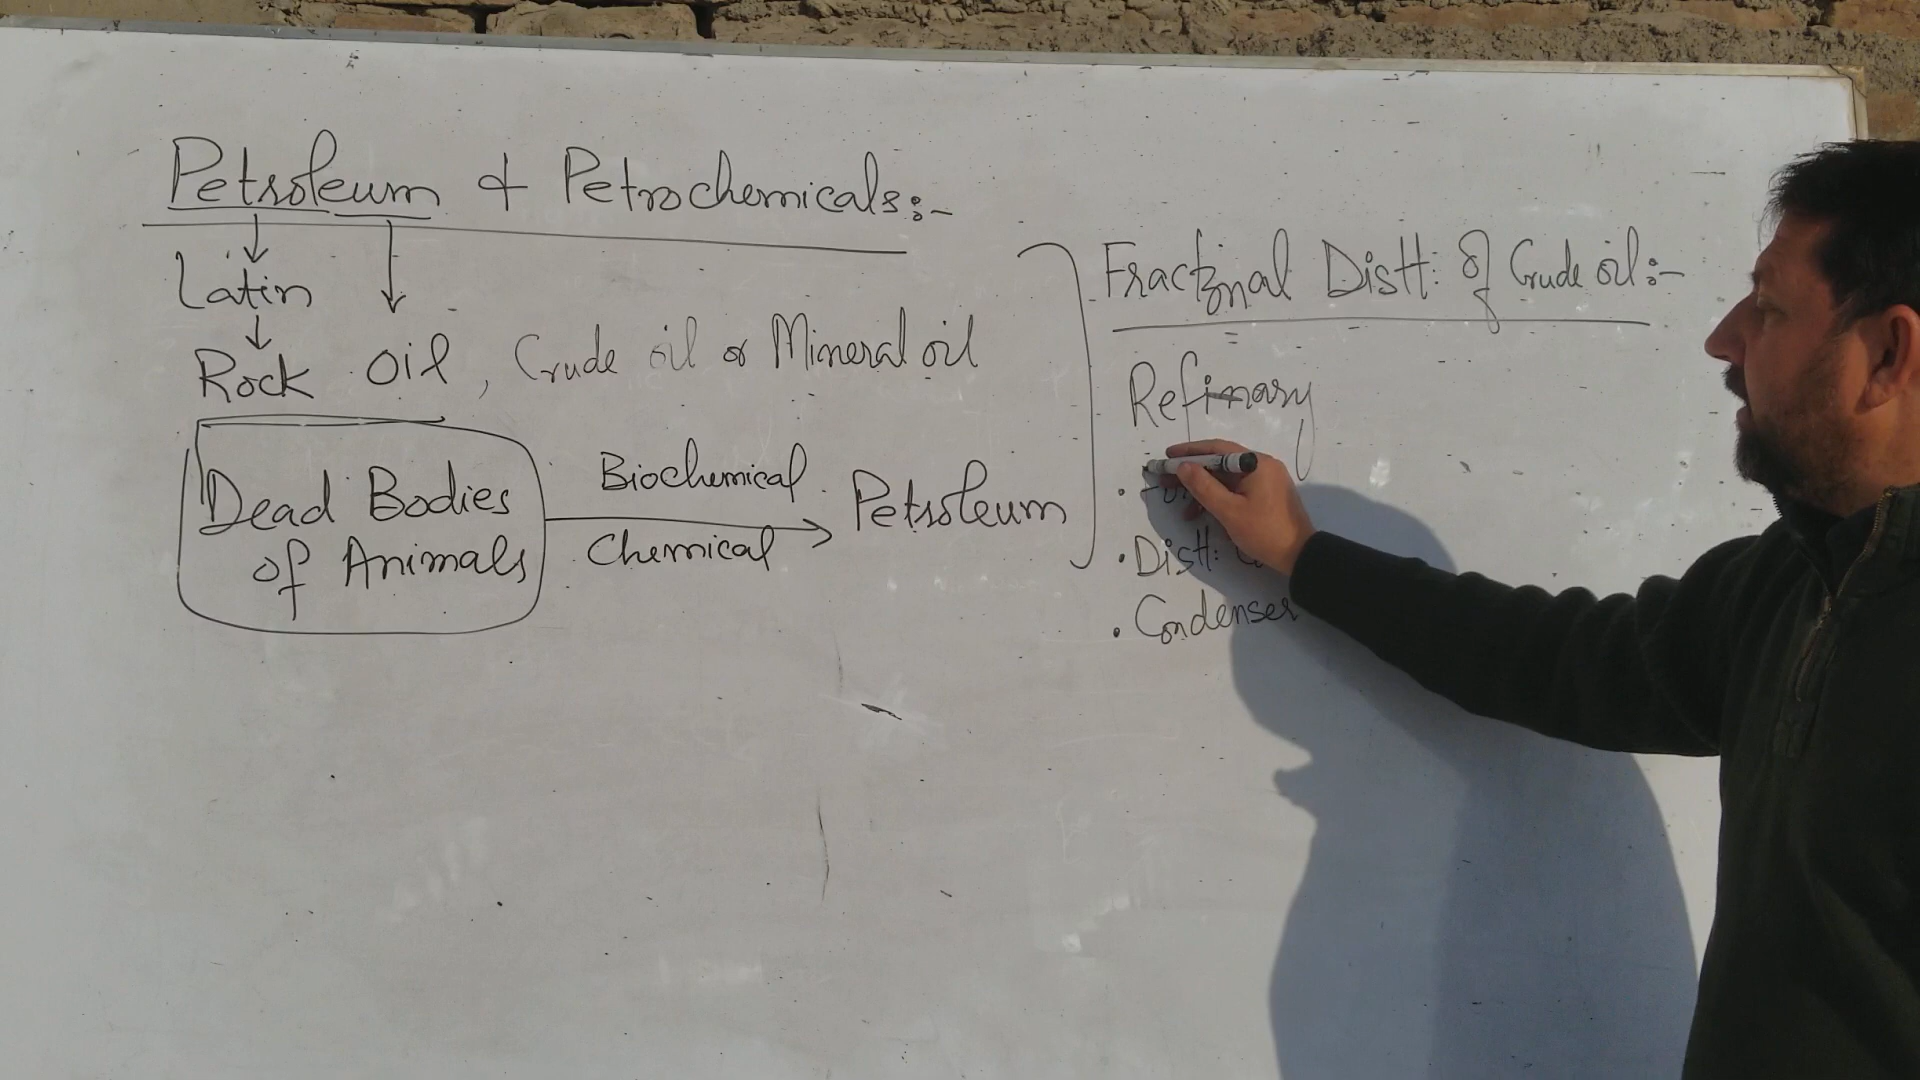 Petroleum & Petrochemicals:-
Latin
Rock Oil, Crude oil or Mineral oil
Dead Bodies
of Animals
Biochemical
Chemical
Petroleum
Fractional Distt: of Crude oil:-
Refinary
• Distt:
• Condenser